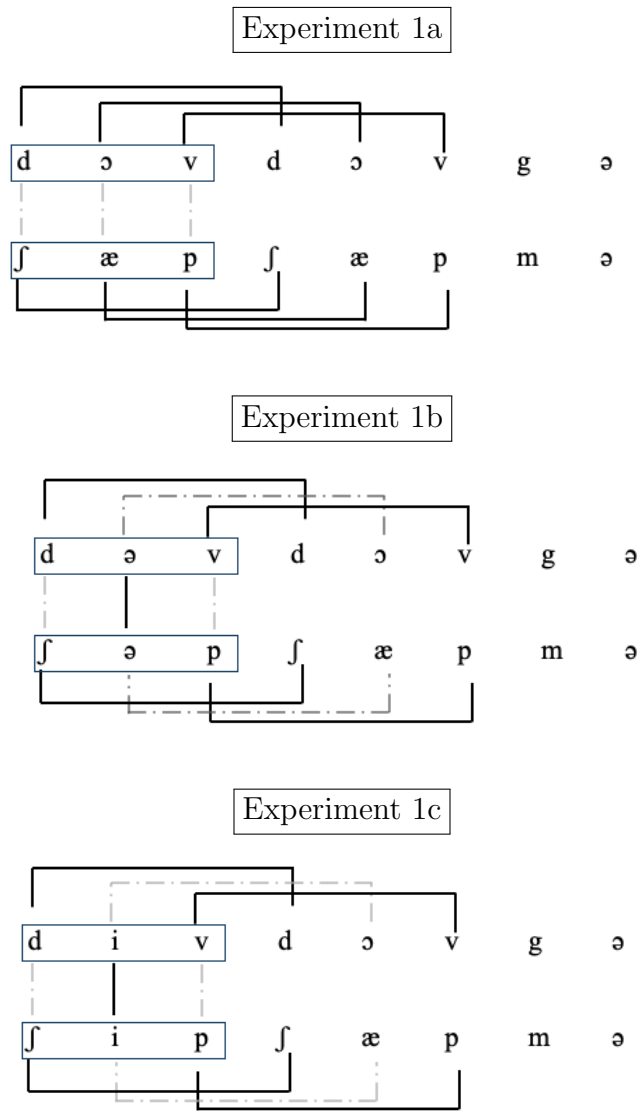 Experiment 1a
d ɔ v d ɔ v g ə
ʃ æ p ʃ æ p m ə
Experiment 1b
d ə v d ɔ v g ə
ʃ ə p ʃ æ p m ə
Experiment 1c
d i v d ɔ v g ə
ʃ i p ʃ æ p m ə